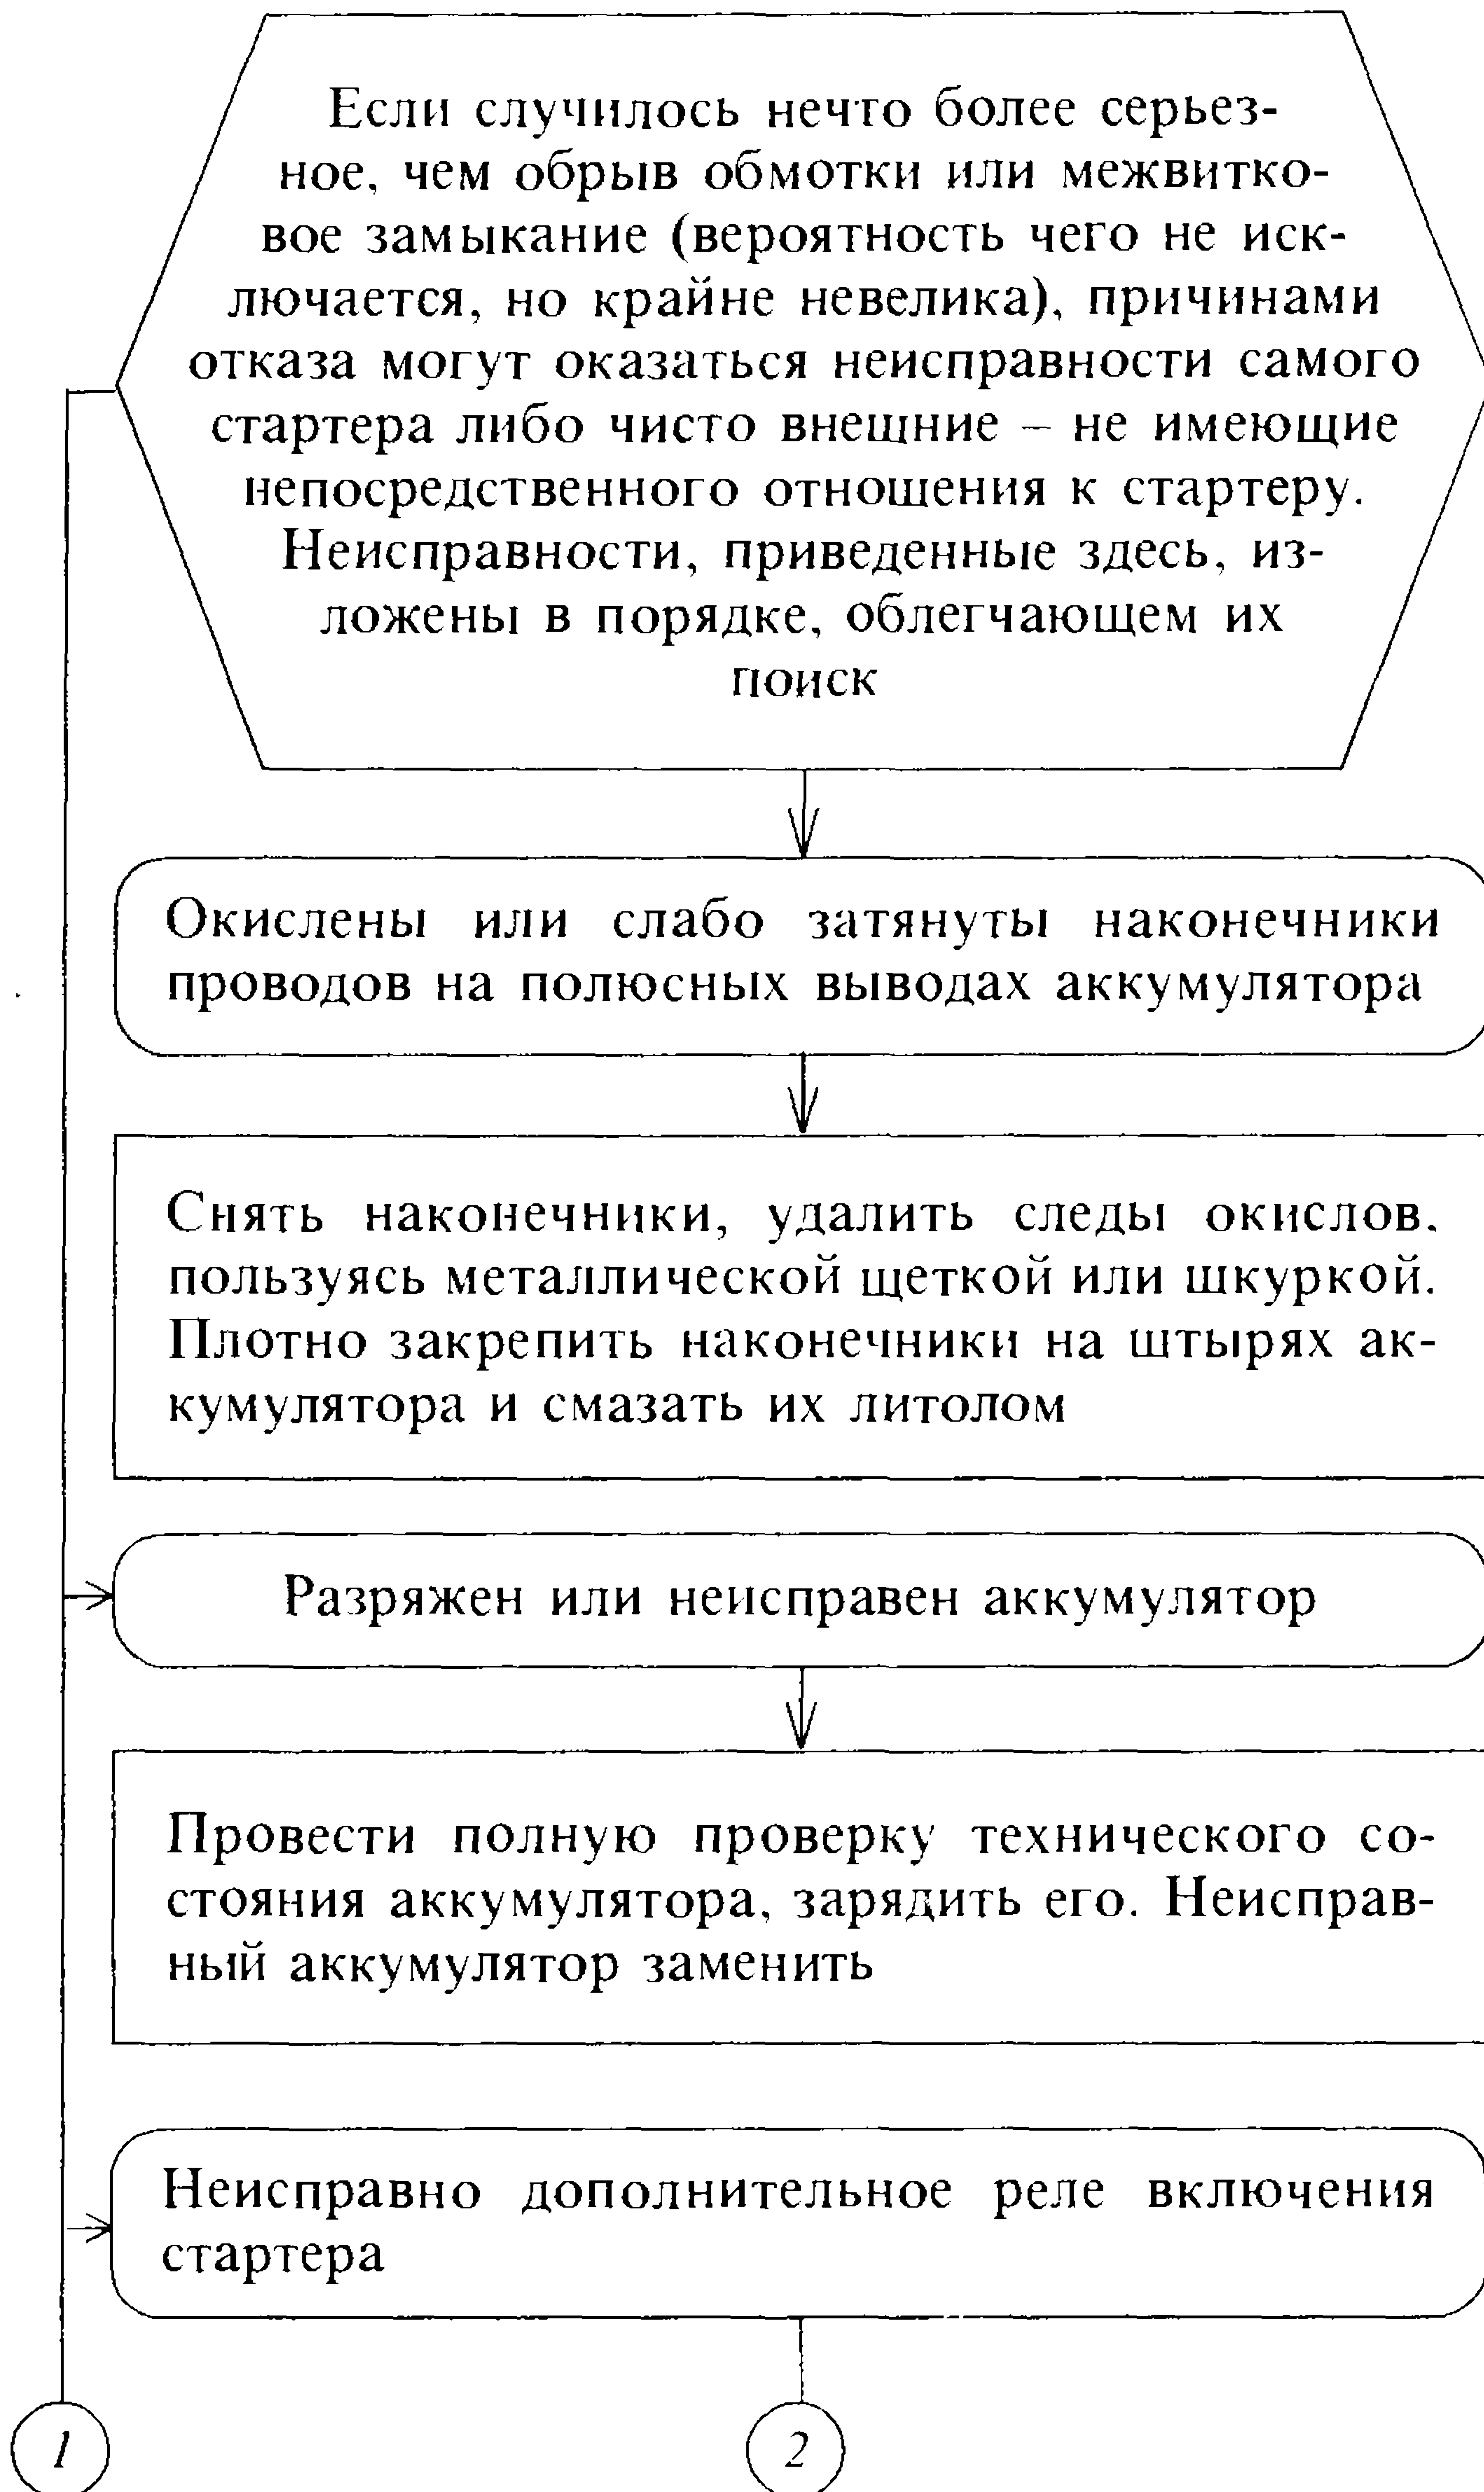 Если случилось нечто более серьез-
ное, чем обрыв обмотки или межвитко-
вое замыкание (вероятность чего не иск-
лючается, но крайне невелика), причинами
отказа могут оказаться неисправности самого
стартера либо чисто внешние – не имеющие
непосредственного отношения к стартеру.
Неисправности, приведенные здесь, из-
ложены в порядке, облегчающем их
поиск
Окислены или слабо затянуты наконечники
проводов на полюсных выводах аккумулятора
Снять наконечники, удалить следы окислов,
пользуясь металлической щеткой или шкуркой.
Плотно закрепить наконечники на штырях ак-
кумулятора и смазать их литолом
Разряжен или неисправен аккумулятор
Провести полную проверку технического со-
стояния аккумулятора, зарядить его. Неисправ-
ный аккумулятор заменить
Неисправно дополнительное реле включения
стартера
1 2